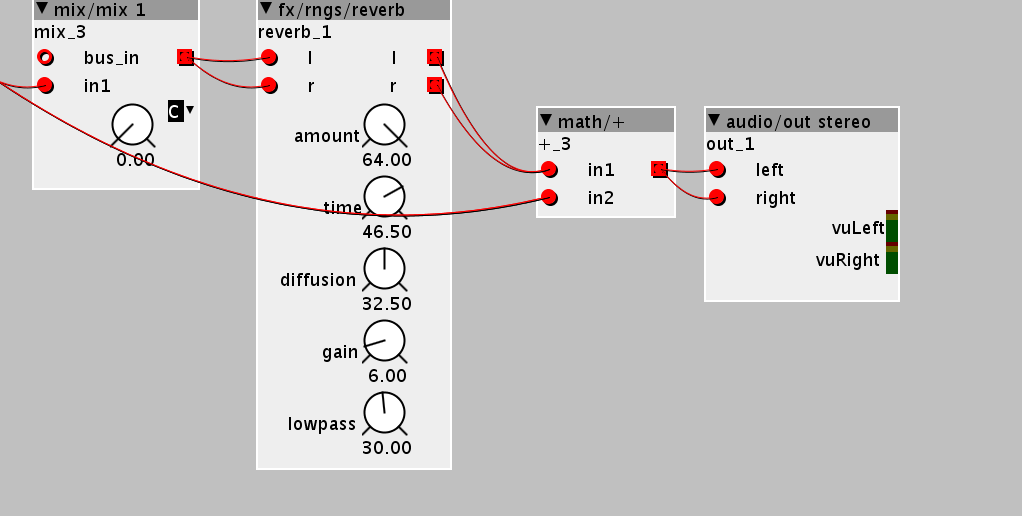 mix/mix 1
mix_3
bus_in
in1
C
0.00
fx/rngs/reverb
reverb_1
l l
r r
amount
64.00
time
46.50
diffusion
32.50
gain
6.00
lowpass
30.00
math/+
+_3
in1
in2
audio/out stereo
out_1
left
right
vuLeft
vuRight